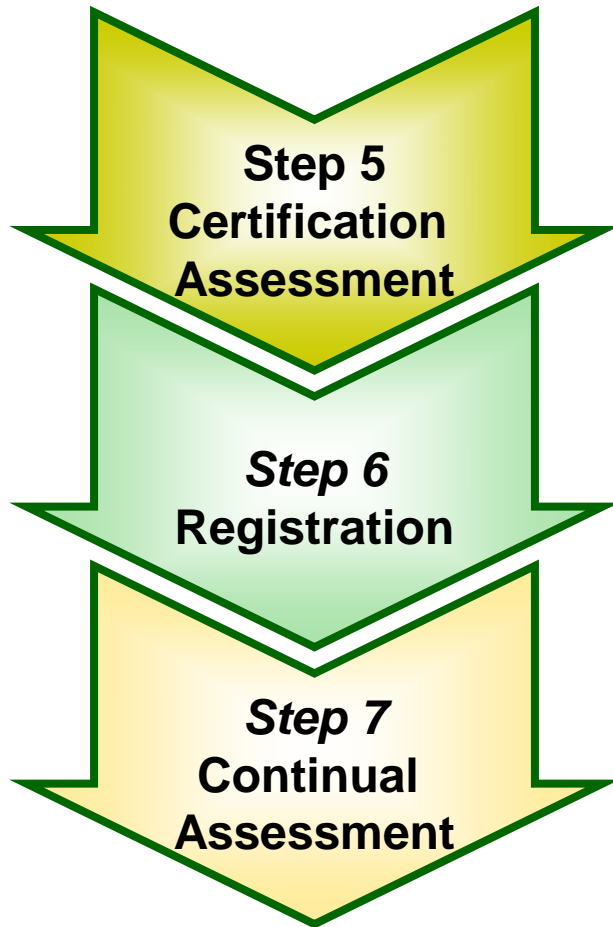 Step 5
Certification
Assessment
Step 6
Registration
Step 7
Continual
Assessment